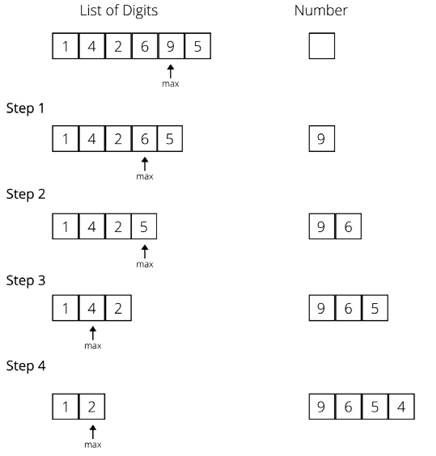 List of Digits Number
1 4 2 6 9 5
max
Step 1
1 4 2 6 5 9
max
Step 2
1 4 2 5 9 6
max
Step 3
1 4 2 9 6 5
max
Step 4
1 2 9 6 5 4
max